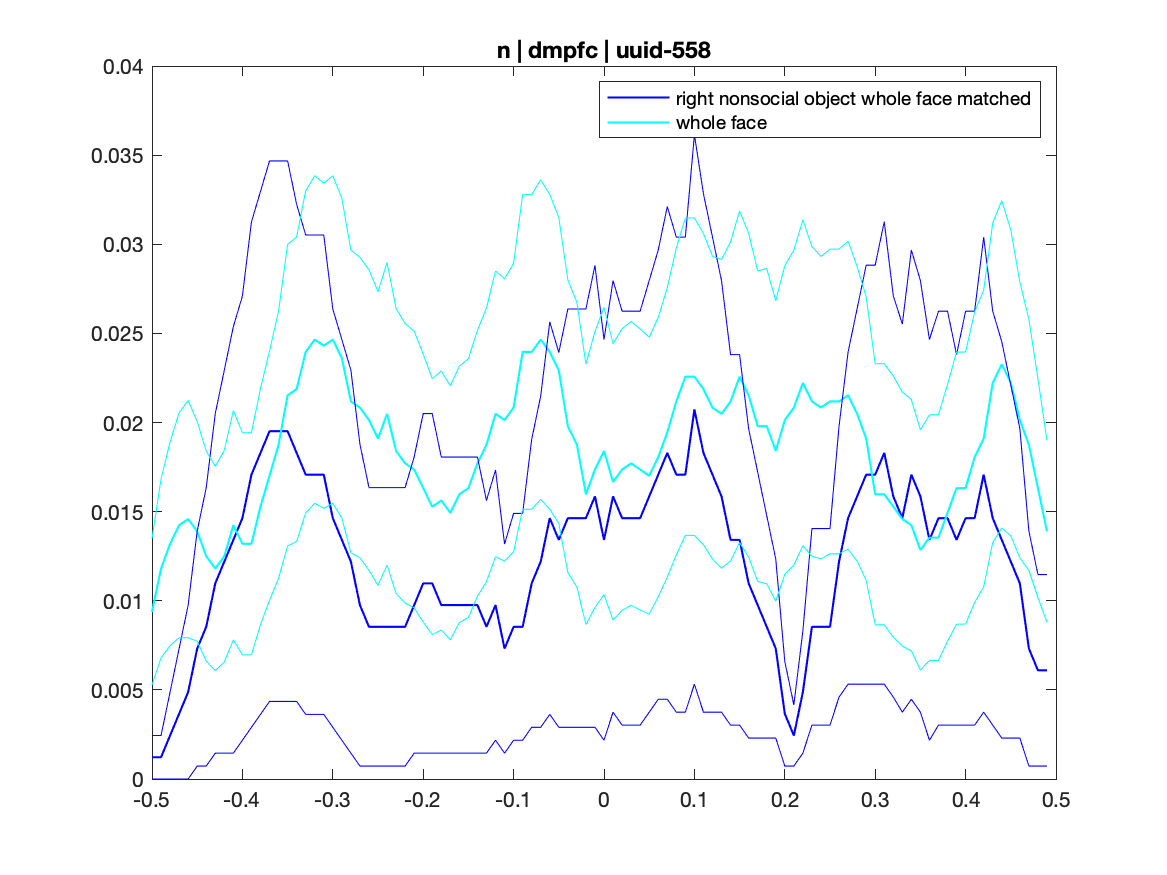 n | dmpfc | uuid-558
right nonsocial object whole face matched
whole face
0.04
0.035
0.03
0.025
0.02
0.015
0.01
0.005
0
-0.5 -0.4 -0.3 -0.2 -0.1 0 0.1 0.2 0.3 0.4 0.5